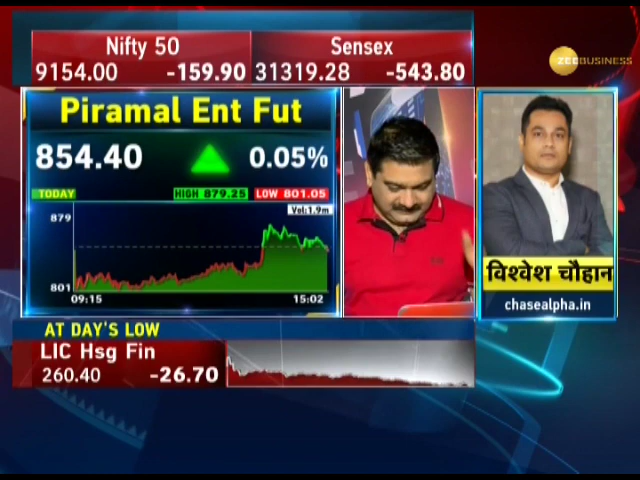 Nifty 50
Sensex
9154.00
-159.90
31319.28
-543.80
ZEE BUSINESS
Piramal Ent Fut
854.40
0.05%
TODAY
HIGH 879.25
LOW 801.05
Vol:1.9m
879
801
09:15
15:02
विश्वेश चौहान
chasealpha.in
AT DAY'S LOW
LIC Hsg Fin
260.40
-26.70